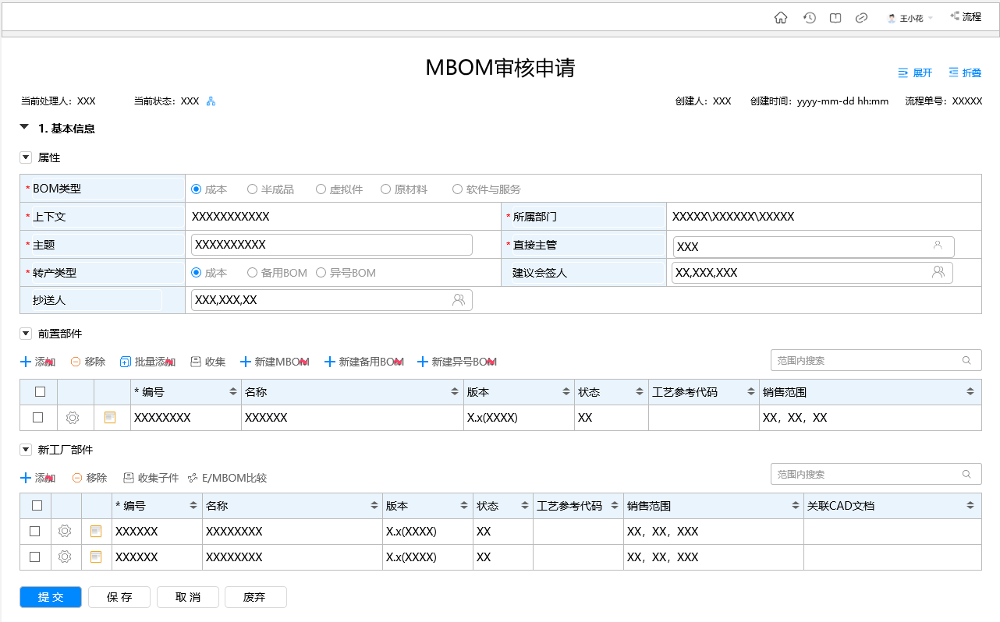 王小花 流程
MBOM审核申请
展开 折叠
当前处理人：XXX 当前状态：XXX 创建人：XXX 创建时间：yyyy-mm-dd hh:mm 流程单号：XXXXX
1. 基本信息
属性
* BOM类型 成本 半成品 虚拟件 原材料 软件与服务
* 上下文 XXXXXXXXXXX * 所属部门 XXXXX\XXXXXX\XXXXX
* 主题 XXXXXXXXXX * 直接主管 XXX
* 转产类型 成本 备用BOM 异号BOM 建议会签人 XX,XXX,XXX
抄送人 XXX,XXX,XX
前置部件
添加 移除 批量添加 收集 新建MBOM 新建备用BOM 新建异号BOM 范围内搜索
* 编号 名称 版本 状态 工艺参考代码 销售范围
XXXXXXXX XXXXXX X.x(XXXX) XX XX，XX，XX
新工厂部件
添加 移除 收集子件 E/MBOM比较 范围内搜索
* 编号 名称 版本 状态 工艺参考代码 销售范围 关联CAD文档
XXXXXX XXXXXXXX X.x(XXXX) XX XX，XX，XXX
XXXXXX XXXXXXXX X.x(XXXX) XX XX，XX，XXX
提 交 保 存 取 消 废弃